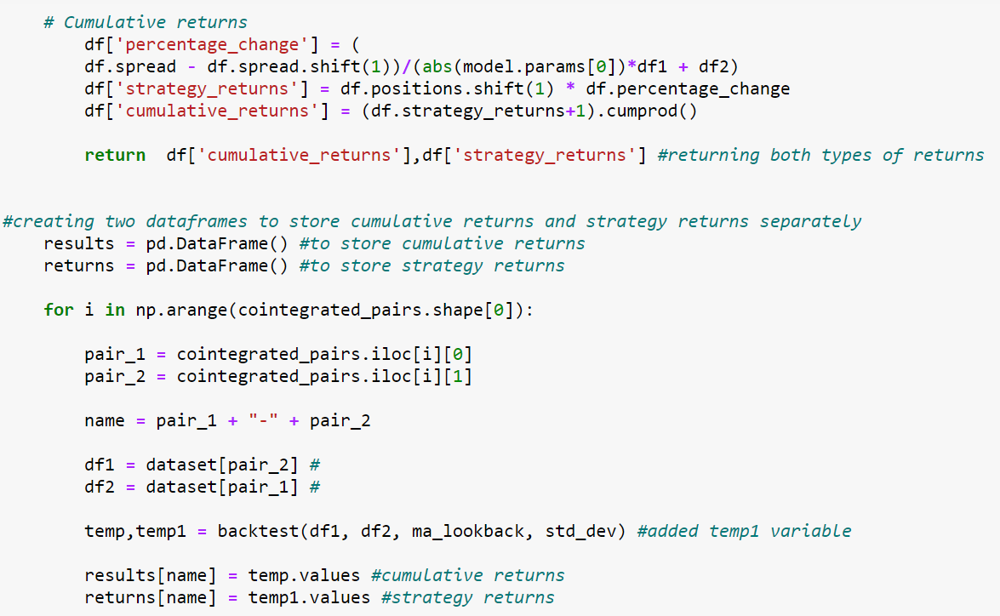 # Cumulative returns
df['percentage_change'] = (
df.spread - df.spread.shift(1))/(abs(model.params[0])*df1 + df2)
df['strategy_returns'] = df.positions.shift(1) * df.percentage_change
df['cumulative_returns'] = (df.strategy_returns+1).cumprod()
return  df['cumulative_returns'],df['strategy_returns'] #returning both types of returns
#creating two dataframes to store cumulative returns and strategy returns separately
results = pd.DataFrame() #to store cumulative returns
returns = pd.DataFrame() #to store strategy returns
for i in np.arange(cointegrated_pairs.shape[0]):
pair_1 = cointegrated_pairs.iloc[i][0]
pair_2 = cointegrated_pairs.iloc[i][1]
name = pair_1 + "-" + pair_2
df1 = dataset[pair_2] #
df2 = dataset[pair_1] #
temp,temp1 = backtest(df1, df2, ma_lookback, std_dev) #added temp1 variable
results[name] = temp.values #cumulative returns
returns[name] = temp1.values #strategy returns